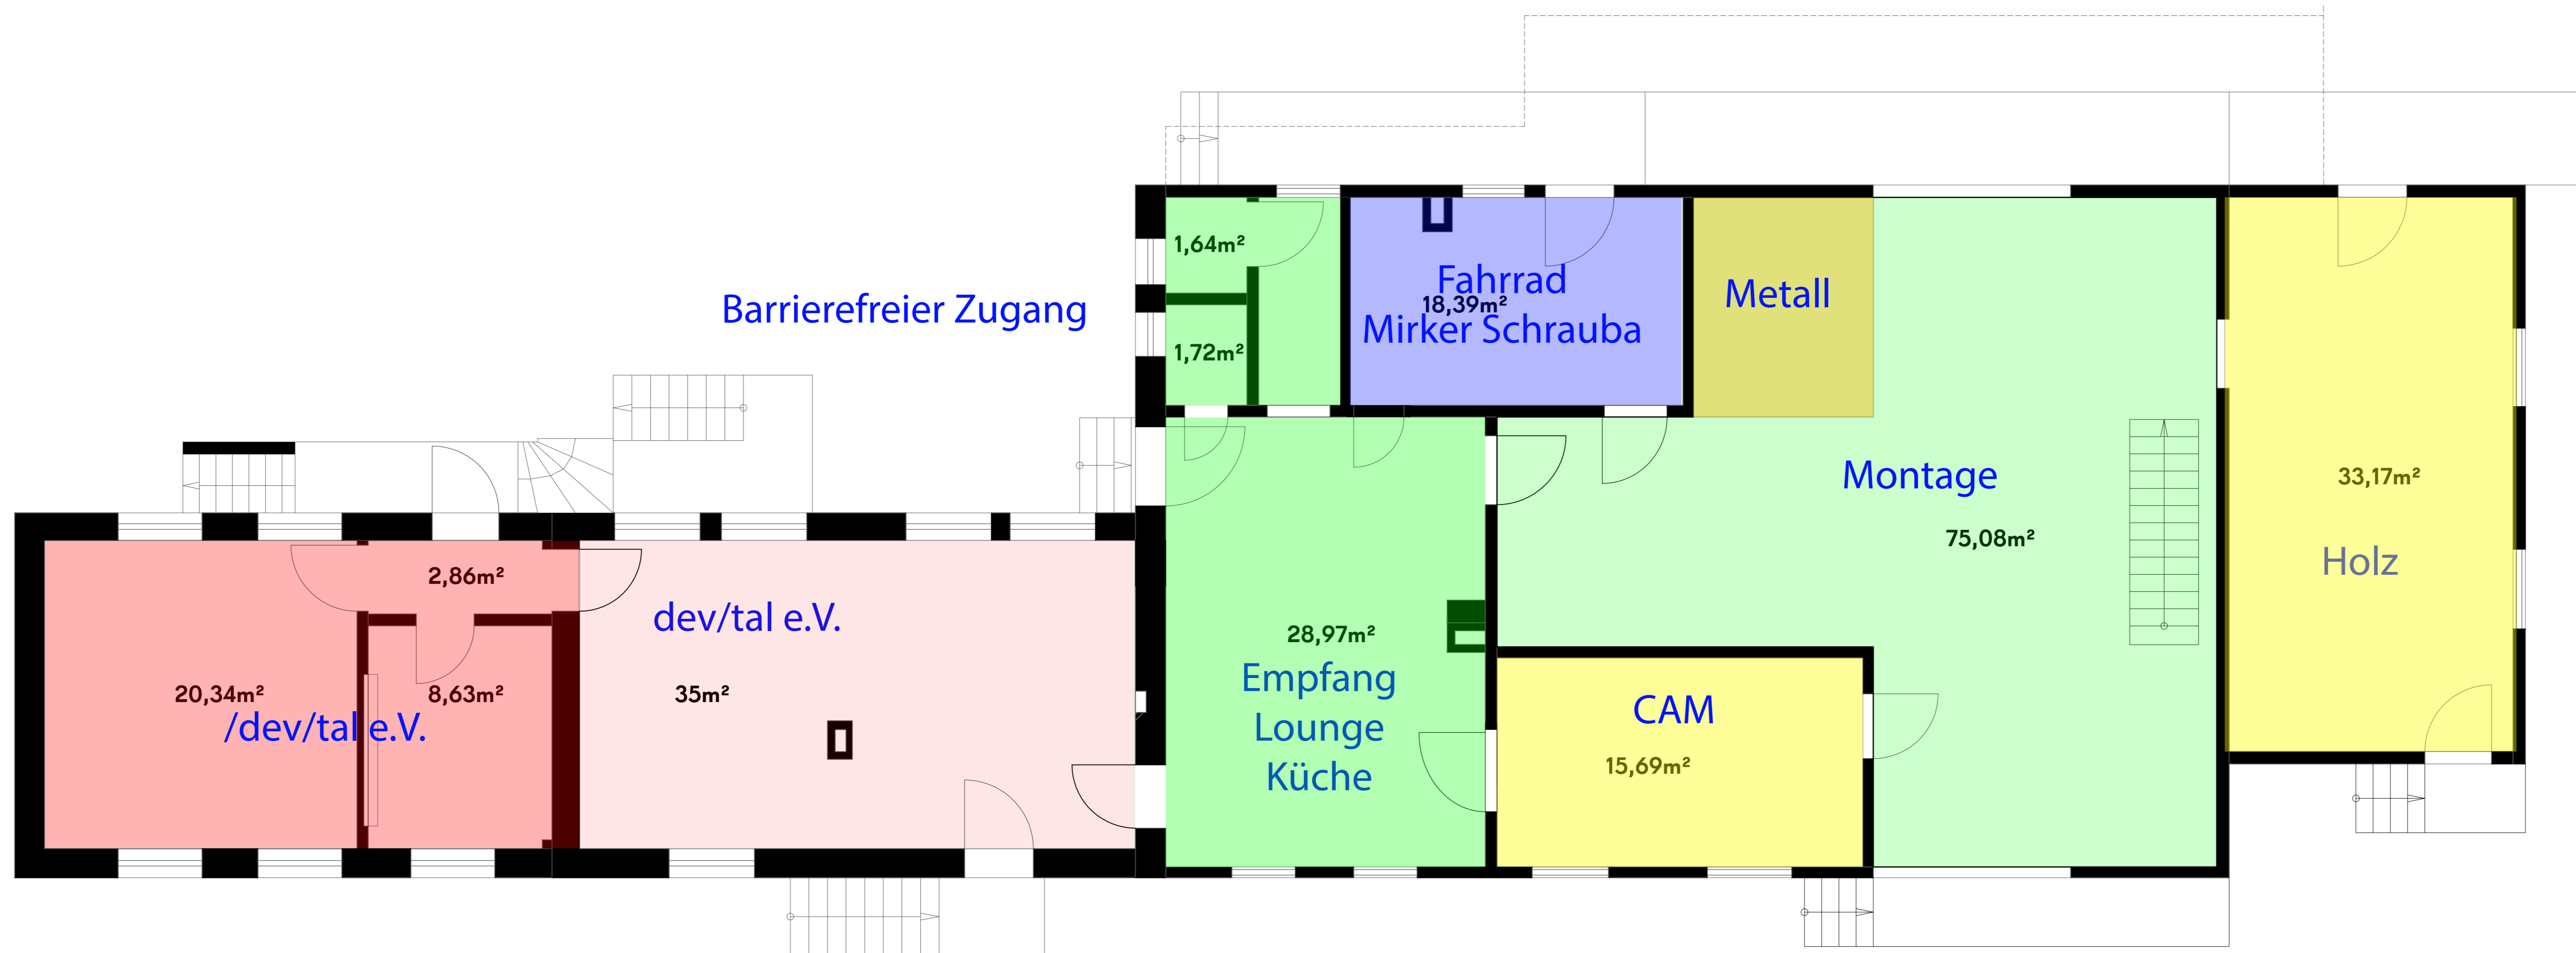 Barrierefreier Zugang
1,64m²
1,72m²
Fahrrad
18,39m²
Mirker Schrauba
Metall
Montage
75,08m²
33,17m²
Holz
2,86m²
dev/tal e.V.
20,34m²
8,63m²
35m²
/dev/tal e.V.
28,97m²
Empfang
Lounge
Küche
CAM
15,69m²